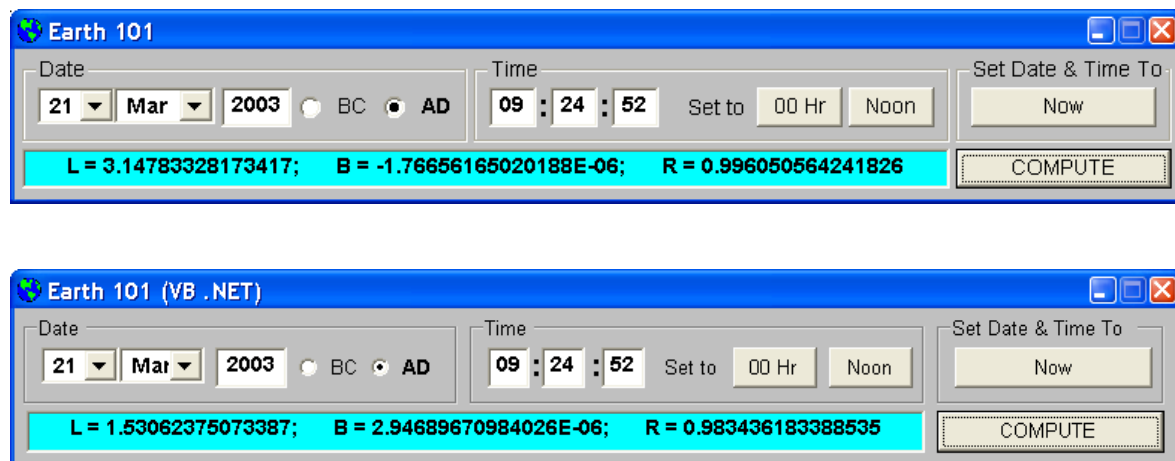 Earth 101
Date Time Set Date & Time To
21 Mar 2003 BC AD 09 : 24 : 52 Set to 00 Hr Noon Now
L = 3.14783328173417; B = -1.76656165020188E-06; R = 0.996050564241826 COMPUTE
Earth 101 (VB .NET)
Date Time Set Date & Time To
21 Mar 2003 BC AD 09 : 24 : 52 Set to 00 Hr Noon Now
L = 1.53062375073387; B = 2.94689670984026E-06; R = 0.983436183388535 COMPUTE